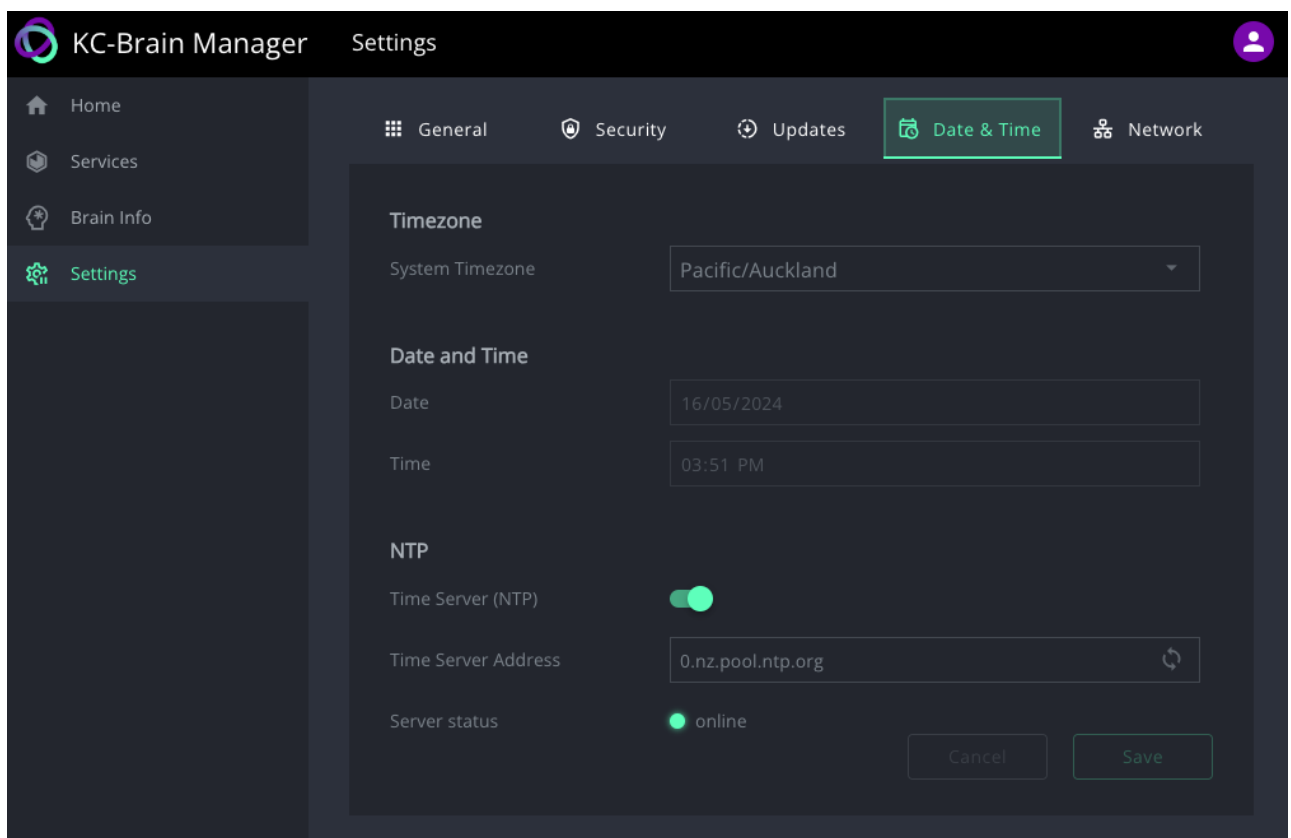 KC-Brain Manager
Settings
Home
Services
Brain Info
Settings
General
Security
Updates
Date & Time
Network
Timezone
System Timezone
Pacific/Auckland
Date and Time
Date
16/05/2024
Time
03:51 PM
NTP
Time Server (NTP)
Time Server Address
0.nz.pool.ntp.org
Server status
online
Cancel
Save